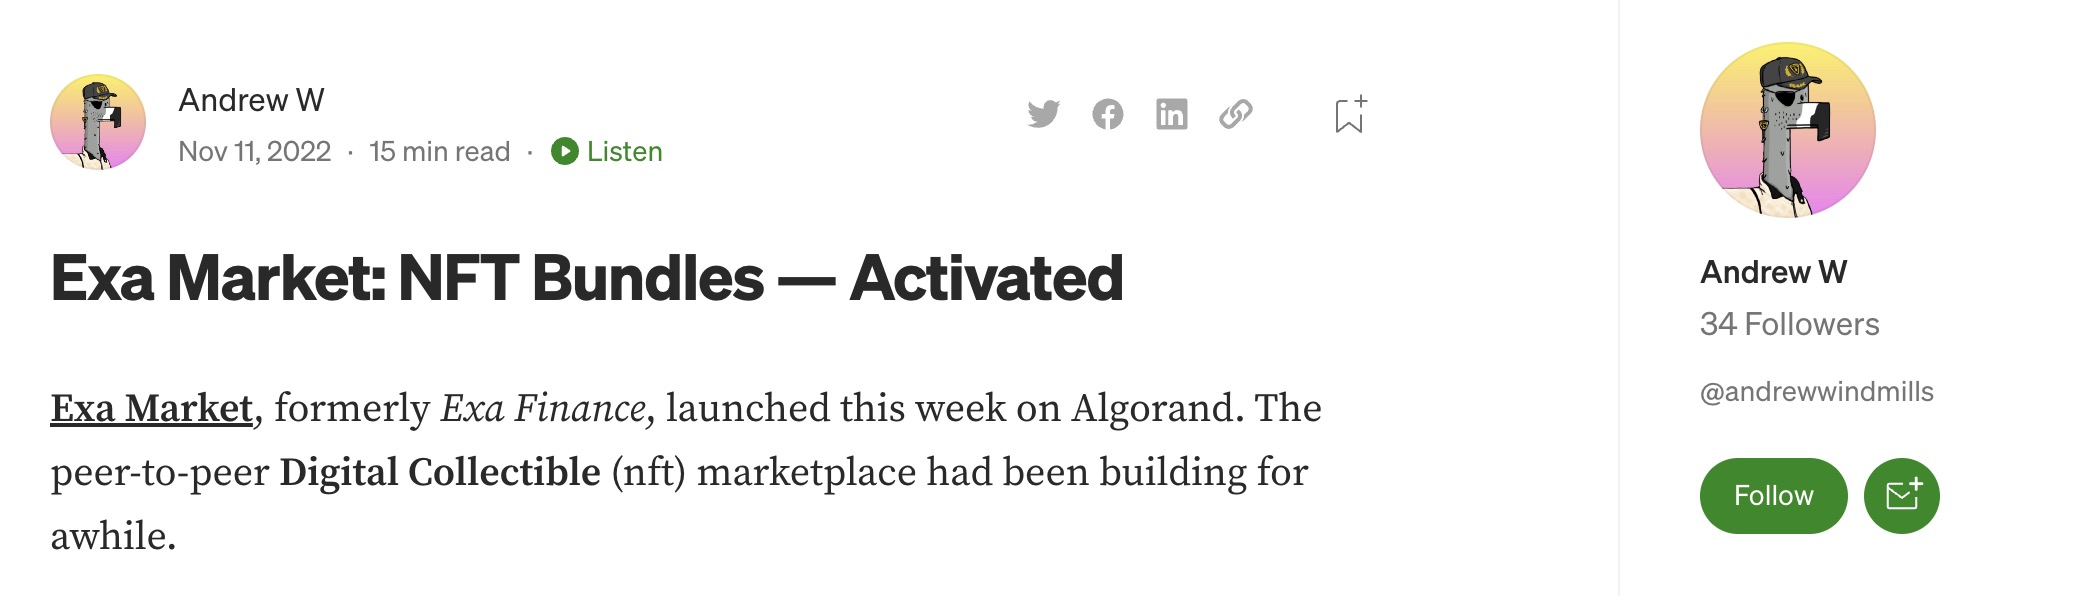 Andrew W
Nov 11, 2022 · 15 min read · Listen
Exa Market: NFT Bundles — Activated
Exa Market, formerly Exa Finance, launched this week on Algorand. The
peer-to-peer Digital Collectible (nft) marketplace had been building for
awhile.
Andrew W
34 Followers
@andrewwindmills
Follow